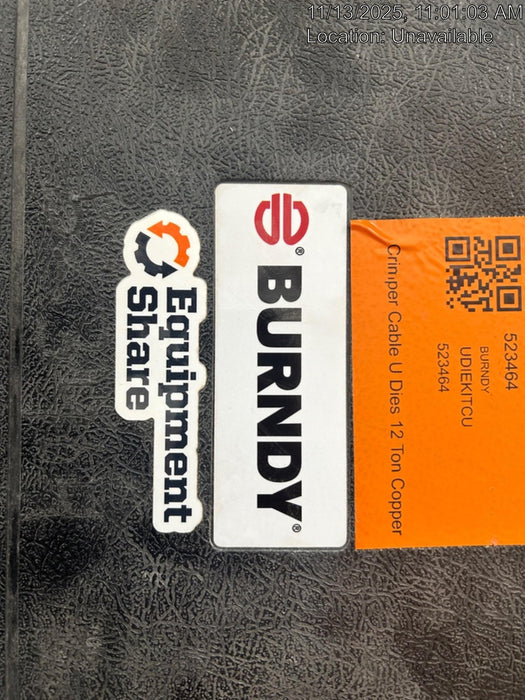 11/13/2025, 11:01:03 AM
Location: Unavailable
523464
BURNDY
UDIEKITCU
523464
Crimper Cable U Dies 12 Ton Copper
BURNDY®
Equipment
Share